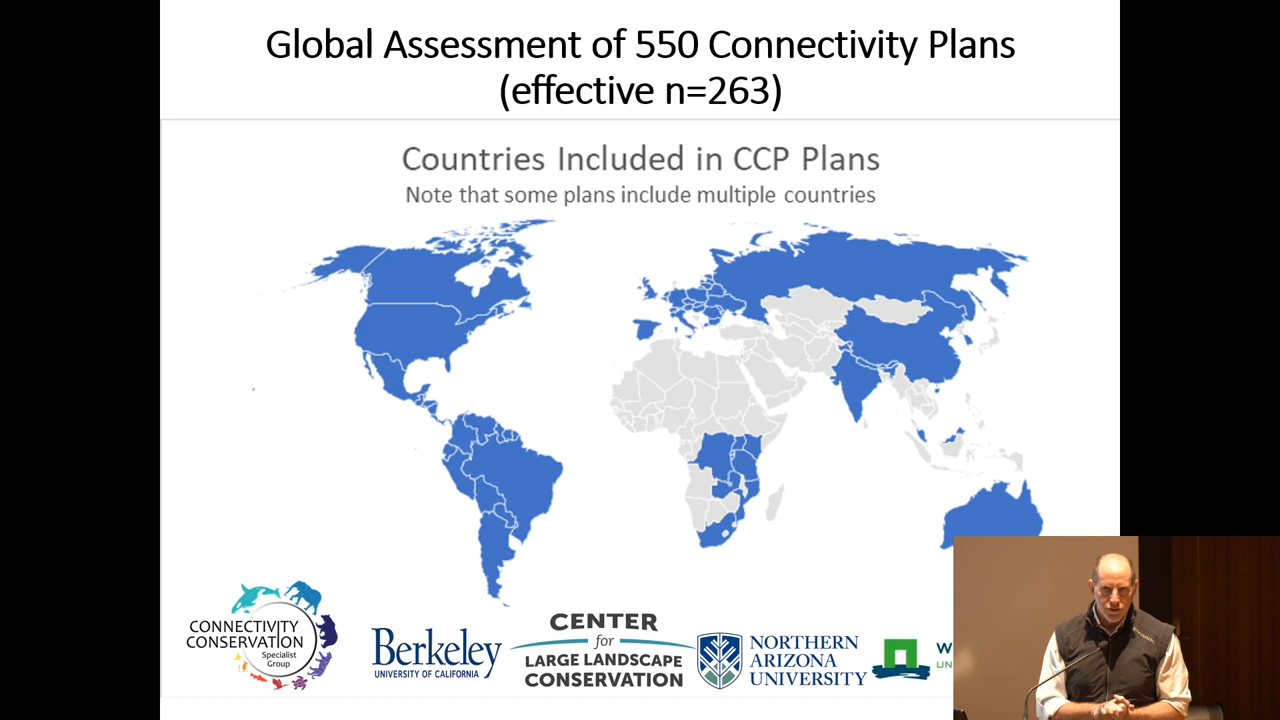 Global Assessment of 550 Connectivity Plans
(effective n=263)
Countries Included in CCP Plans
Note that some plans include multiple countries
CONNECTIVITY
CONSERVATION
Specialist
Group
Berkeley
UNIVERSITY OF CALIFORNIA
CENTER
for
LARGE LANDSCAPE
CONSERVATION
NORTHERN
ARIZONA
UNIVERSITY
W
UN